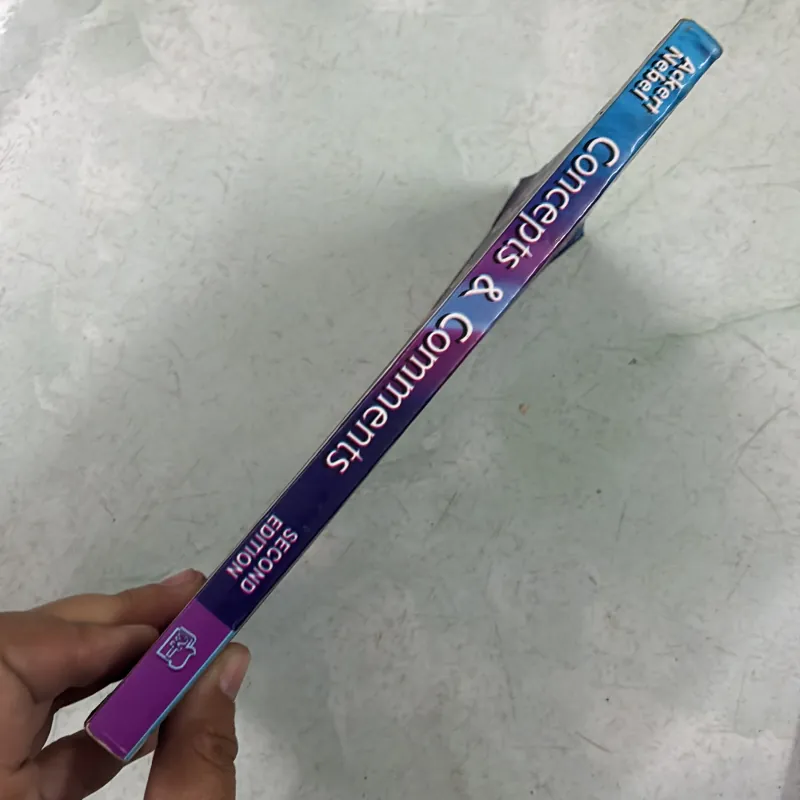 Ackert
Nebel
Concepts & Comments
SECOND
EDITION